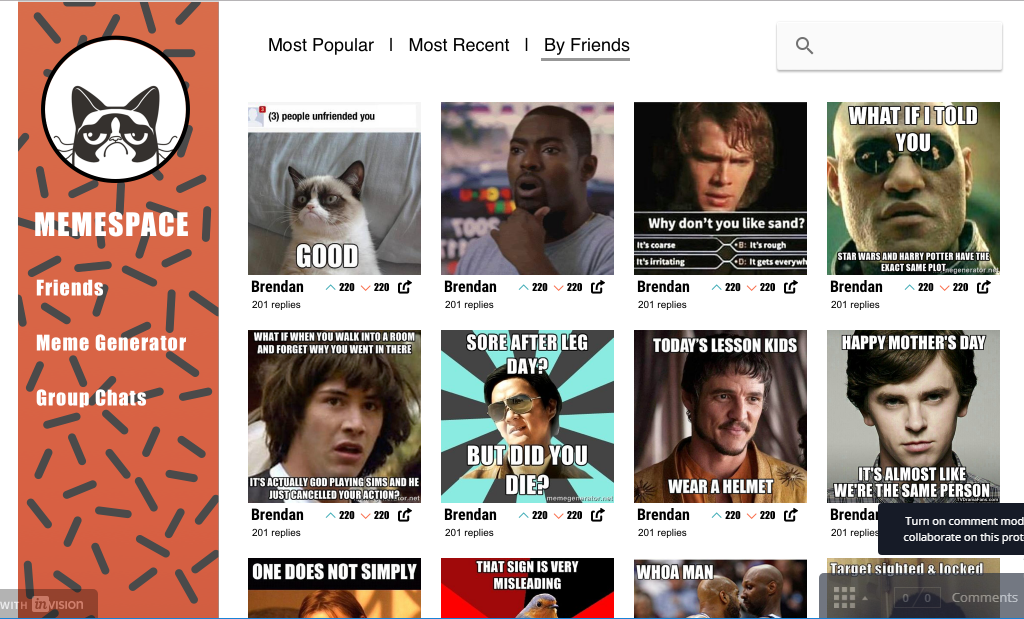 Most Popular | Most Recent | By Friends
MEMESPACE
Friends
Meme Generator
Group Chats
3
(3) people unfriended you
GOOD
Brendan 220 220
201 replies
Brendan 220 220
201 replies
Why don't you like sand?
It's coarse
B: It's rough
It's irritating
D: It gets everywh
Brendan 220 220
201 replies
WHAT IF I TOLD
YOU
STAR WARS AND HARRY POTTER HAVE THE
EXACT SAME PLOT
memegenerator.net
Brendan 220 220
201 replies
WHAT IF WHEN YOU WALK INTO A ROOM
AND FORGET WHY YOU WENT IN THERE
IT'S ACTUALLY GOD PLAYING SIMS AND HE
JUST CANCELLED YOUR ACTION?
tor.net
Brendan 220 220
201 replies
SORE AFTER LEG
DAY?
BUT DID YOU
DIE?
memegenerator.net
Brendan 220 220
201 replies
TODAY'S LESSON KIDS
WEAR A HELMET
Brendan 220 220
201 replies
HAPPY MOTHER'S DAY
IT'S ALMOST LIKE
WE'RE THE SAME PERSON
Brendan
201 replies
Turn on comment mod
collaborate on this prot
ONE DOES NOT SIMPLY
THAT SIGN IS VERY
MISLEADING
WHOA MAN
Target sighted & locked
WITH invision
0 / 0 Comments